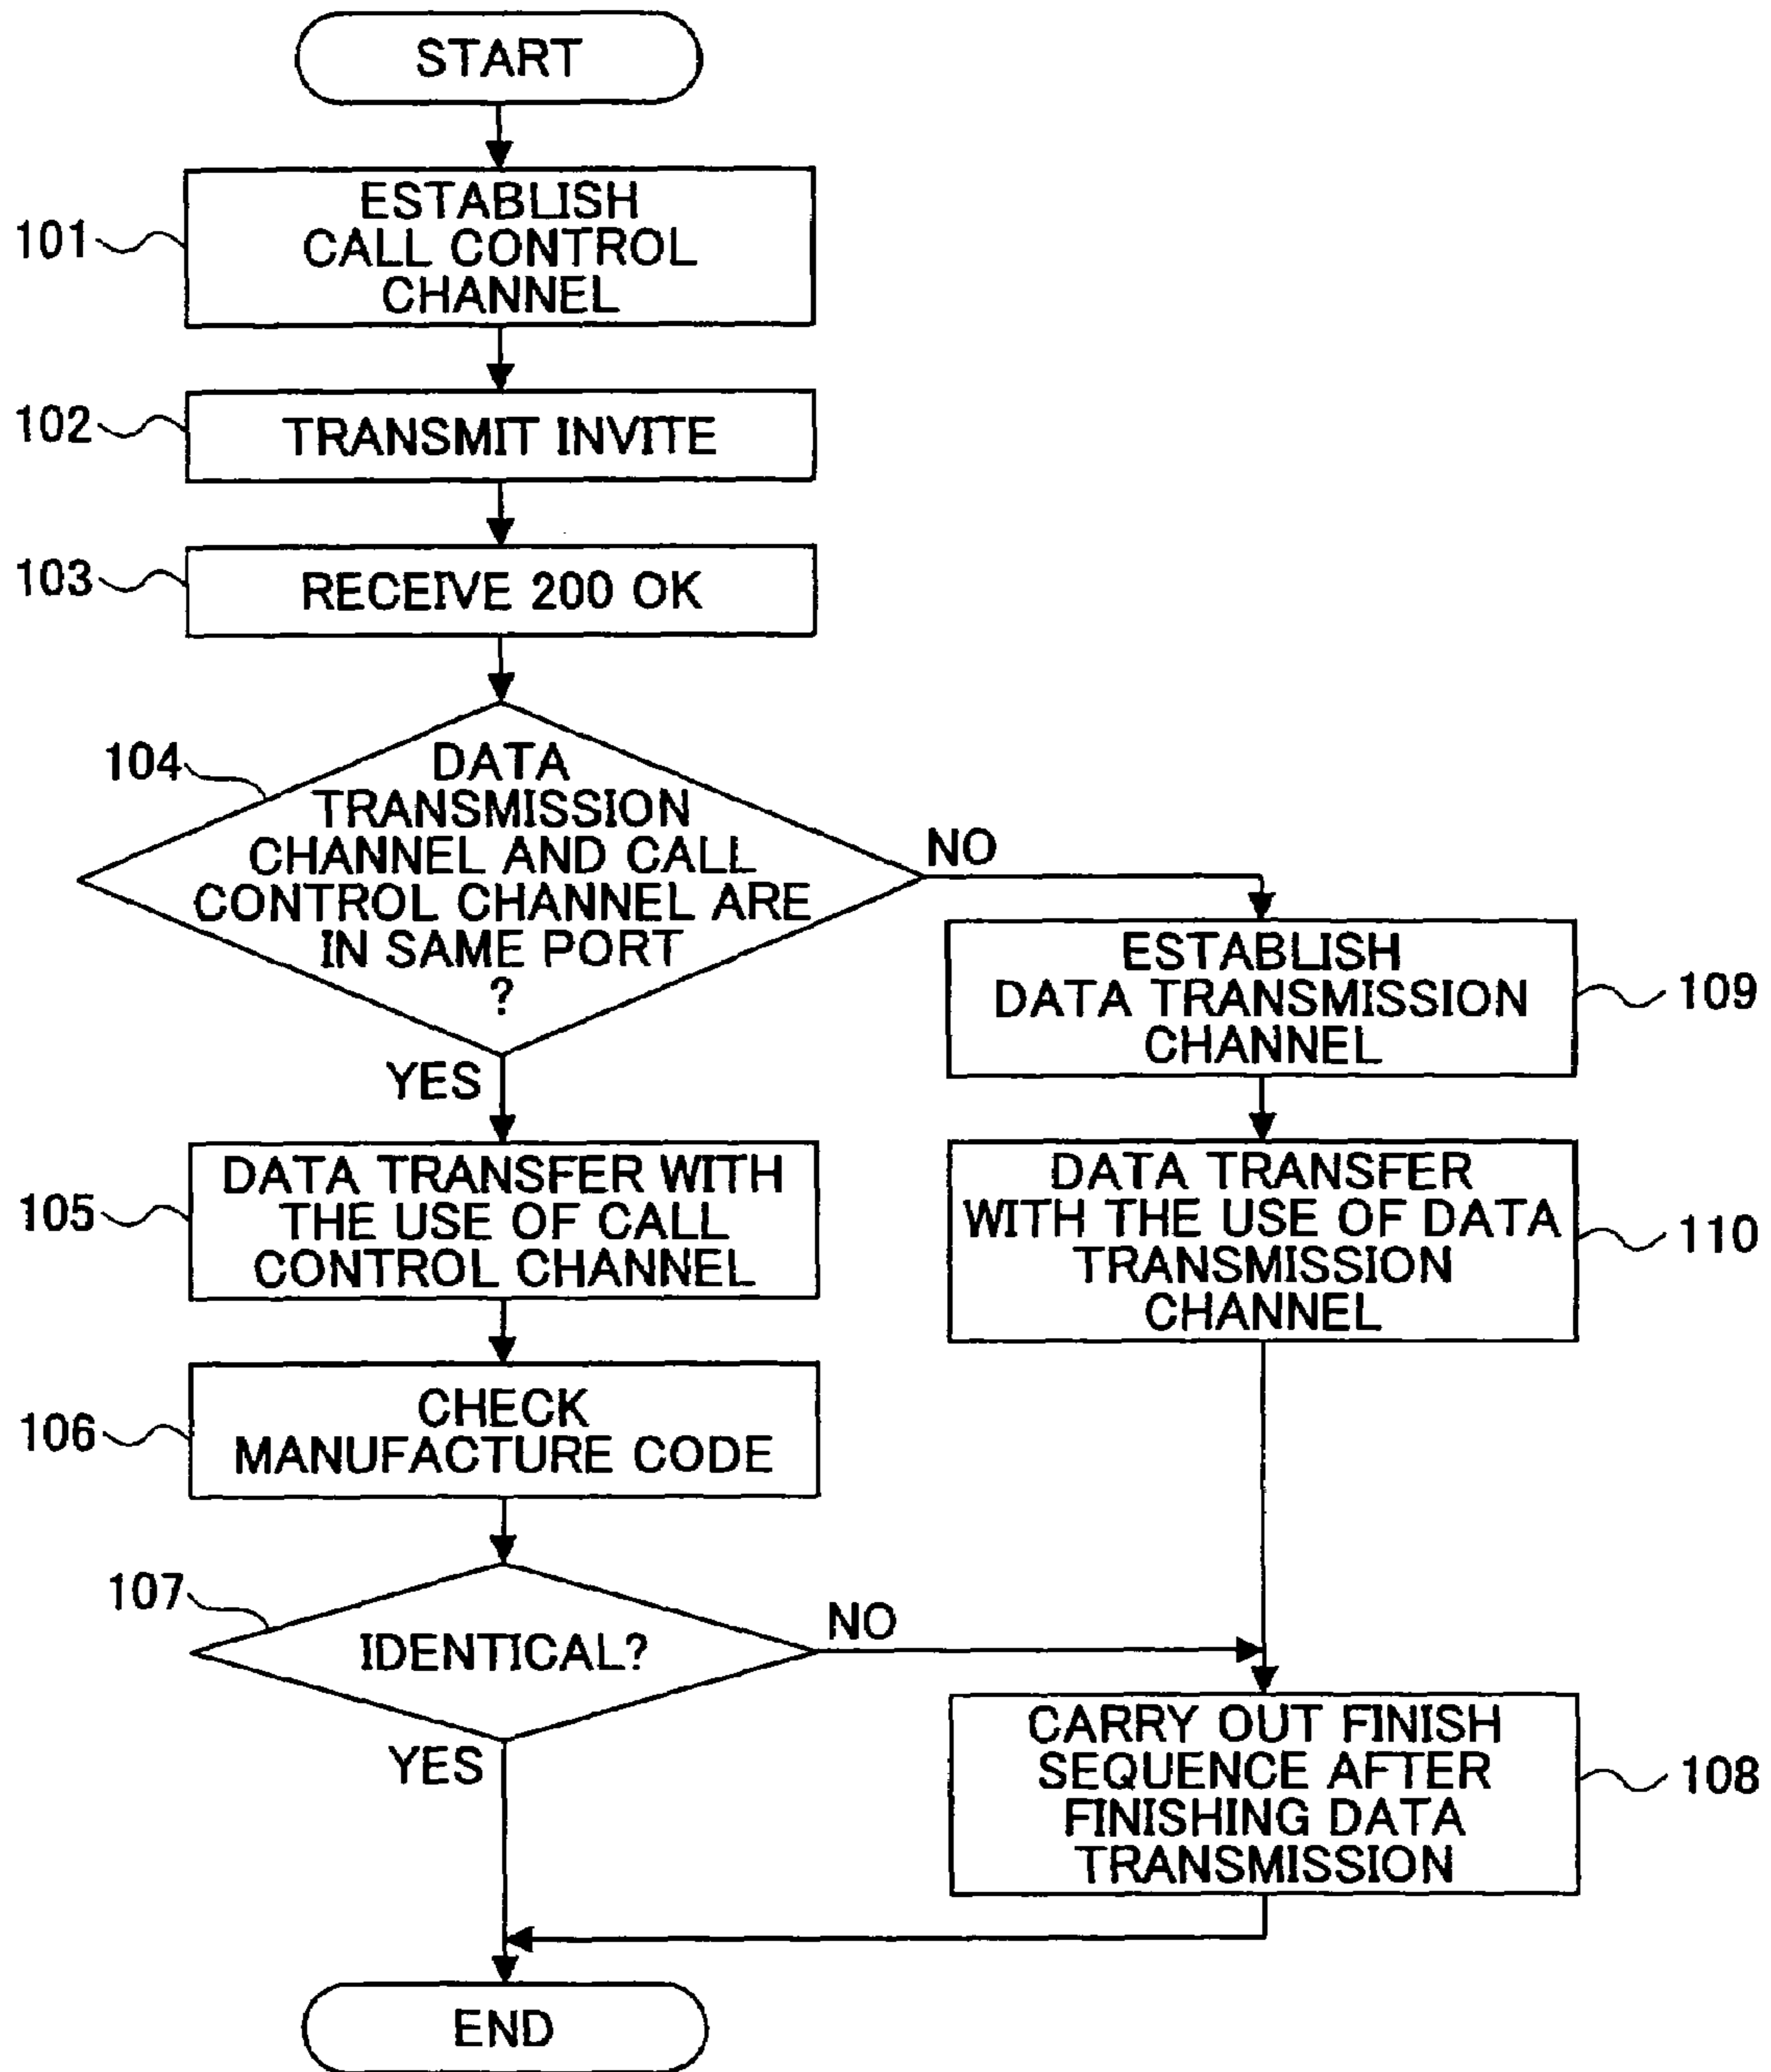 START
101
ESTABLISH
CALL CONTROL
CHANNEL
102
TRANSMIT INVITE
103
RECEIVE 200 OK
104
DATA
TRANSMISSION
CHANNEL AND CALL
CONTROL CHANNEL ARE
IN SAME PORT
?
NO
YES
ESTABLISH
DATA TRANSMISSION
CHANNEL
109
105
DATA TRANSFER WITH
THE USE OF CALL
CONTROL CHANNEL
DATA TRANSFER
WITH THE USE OF DATA
TRANSMISSION
CHANNEL
110
106
CHECK
MANUFACTURE CODE
107
IDENTICAL?
NO
YES
CARRY OUT FINISH
SEQUENCE AFTER
FINISHING DATA
TRANSMISSION
108
END